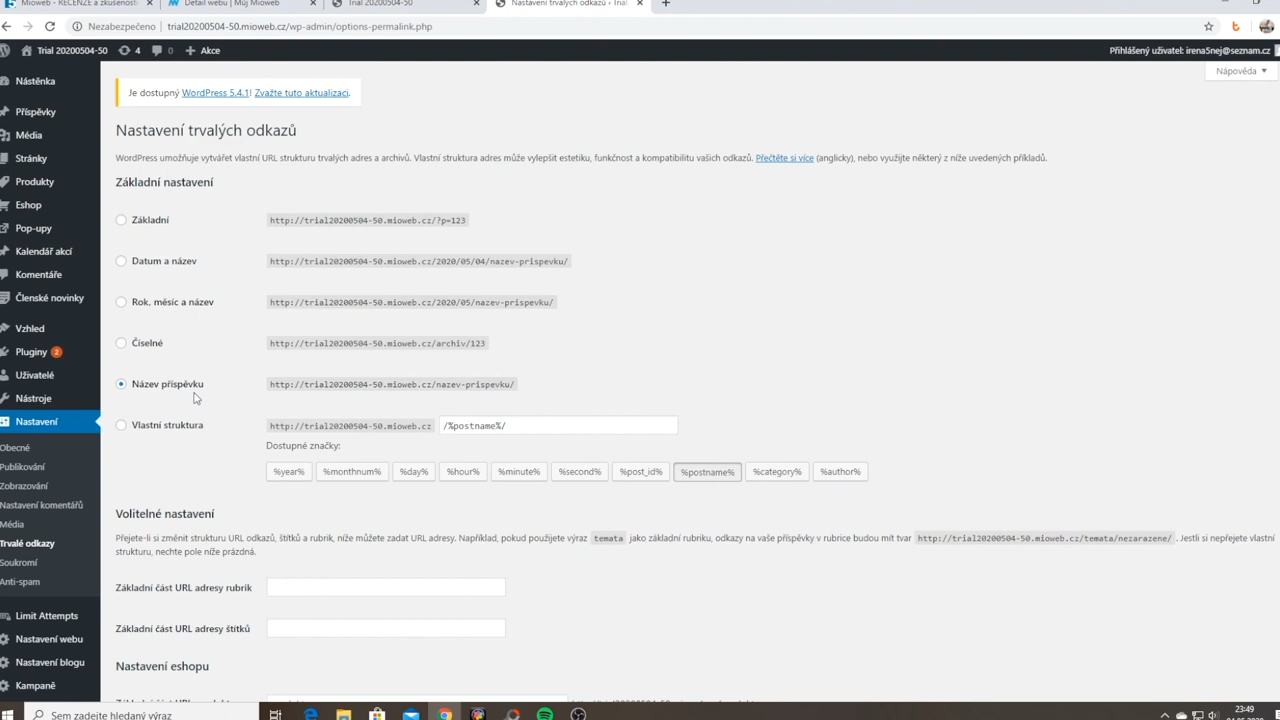 Mioweb - RECENZE a zkušenosti
Detail webu | Můj Mioweb
Trial 20200504-50
Nastavení trvalých odkazů ‹ Tria
Nezabezpečeno
trial20200504-50.mioweb.cz/wp-admin/options-permalink.php
Trial 20200504-50
4
0
Akce
Přihlášený uživatel: irena5nej@seznam.cz
Nápověda
Nástěnka
Příspěvky
Média
Stránky
Produkty
Eshop
Pop-upy
Kalendář akcí
Komentáře
Členské novinky
Vzhled
Pluginy 2
Uživatelé
Nástroje
Nastavení
Obecné
Publikování
Zobrazování
Nastavení komentářů
Média
Trvalé odkazy
Soukromí
Anti-spam
Limit Attempts
Nastavení webu
Nastavení blogu
Kampaně
Je dostupný WordPress 5.4.1! Zvažte tuto aktualizaci.
Nastavení trvalých odkazů
WordPress umožňuje vytvářet vlastní URL strukturu trvalých adres a archivů. Vlastní struktura adres může vylepšit estetiku, funkčnost a kompatibilitu vašich odkazů. Přečtěte si více (anglicky), nebo využijte některý z níže uvedených příkladů.
Základní nastavení
Základní http://trial20200504-50.mioweb.cz/?p=123
Datum a název http://trial20200504-50.mioweb.cz/2020/05/04/nazev-prispevku/
Rok, měsíc a název http://trial20200504-50.mioweb.cz/2020/05/nazev-prispevku/
Číselné http://trial20200504-50.mioweb.cz/archiv/123
Název příspěvku http://trial20200504-50.mioweb.cz/nazev-prispevku/
Vlastní struktura http://trial20200504-50.mioweb.cz /%postname%/
Dostupné značky:
%year% %monthnum% %day% %hour% %minute% %second% %post_id% %postname% %category% %author%
Volitelné nastavení
Přejete-li si změnit strukturu URL odkazů, štítků a rubrik, níže můžete zadat URL adresy. Například, pokud použijete výraz temata jako základní rubriku, odkazy na vaše příspěvky v rubrice budou mít tvar http://trial20200504-50.mioweb.cz/temata/nezarazene/ . Jestli si nepřejete vlastní
strukturu, nechte pole níže prázdná.
Základní část URL adresy rubrik
Základní část URL adresy štítků
Nastavení eshopu
Sem zadejte hledaný výraz
23:49